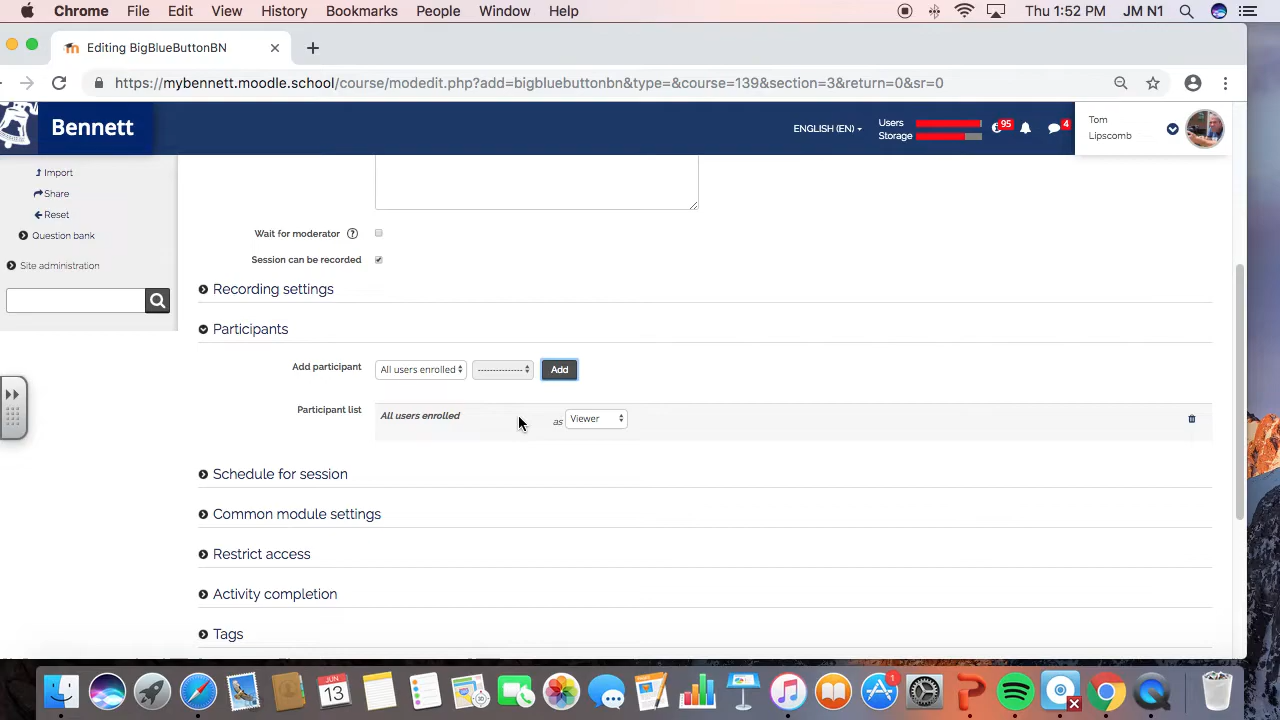 Chrome File Edit View History Bookmarks People Window Help Thu 1:52 PM JM N1
Editing BigBlueButtonBN
https://mybennett.moodle.school/course/modedit.php?add=bigbluebuttonbn&type=&course=139&section=3&return=0&sr=0
Bennett
ENGLISH (EN)
Users
Storage
95
4
Tom
Lipscomb
Import
Share
Reset
Question bank
Site administration
Wait for moderator ?
Session can be recorded
Recording settings
Participants
Add participant All users enrolled --------------- Add
Participant list All users enrolled as Viewer
Schedule for session
Common module settings
Restrict access
Activity completion
Tags
JUN
13
1